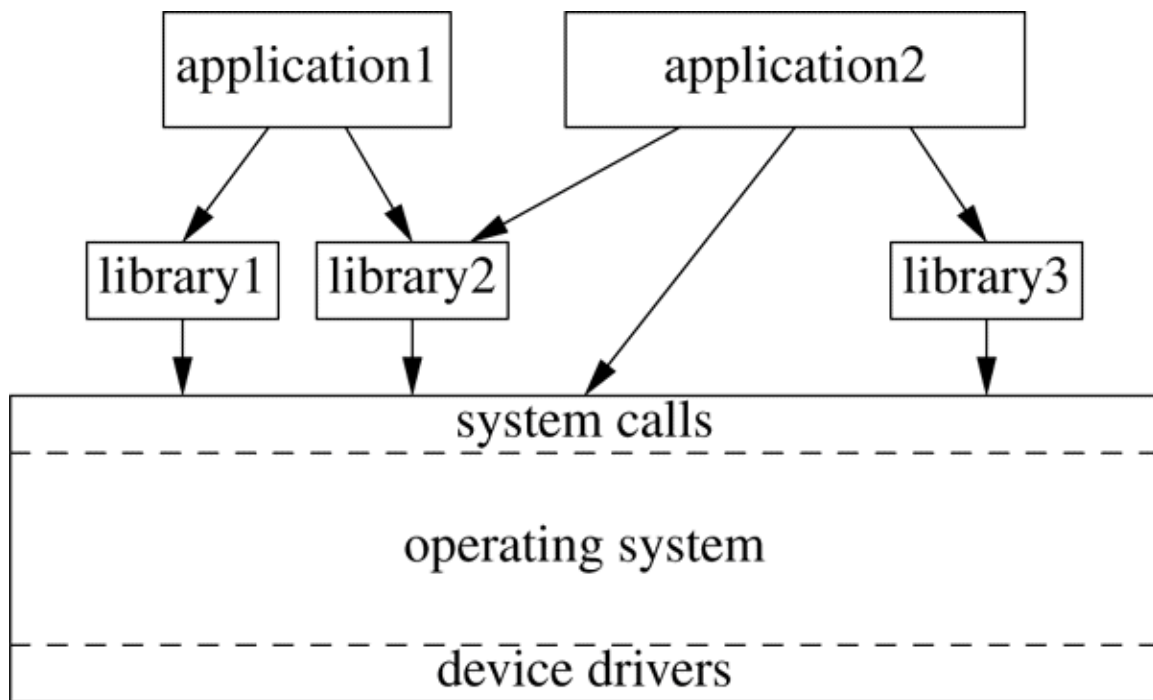 application1
application2
library1
library2
library3
system calls
operating system
device drivers